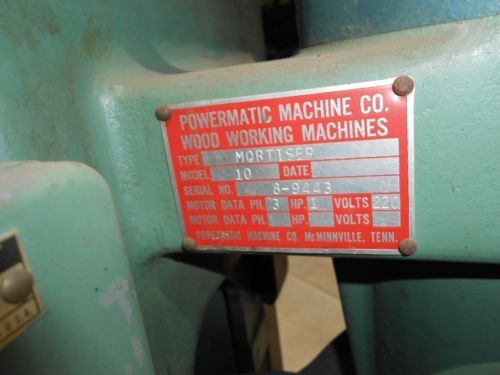 POWERMATIC MACHINE CO.
WOOD WORKING MACHINES
TYPE MORTISER
MODEL 10 DATE
SERIAL NO. 8-9443
MOTOR DATA PH. 3 HP. 1 VOLTS 220
MOTOR DATA PH. HP. VOLTS
POWERMATIC MACHINE CO. MCMINNVILLE, TENN.